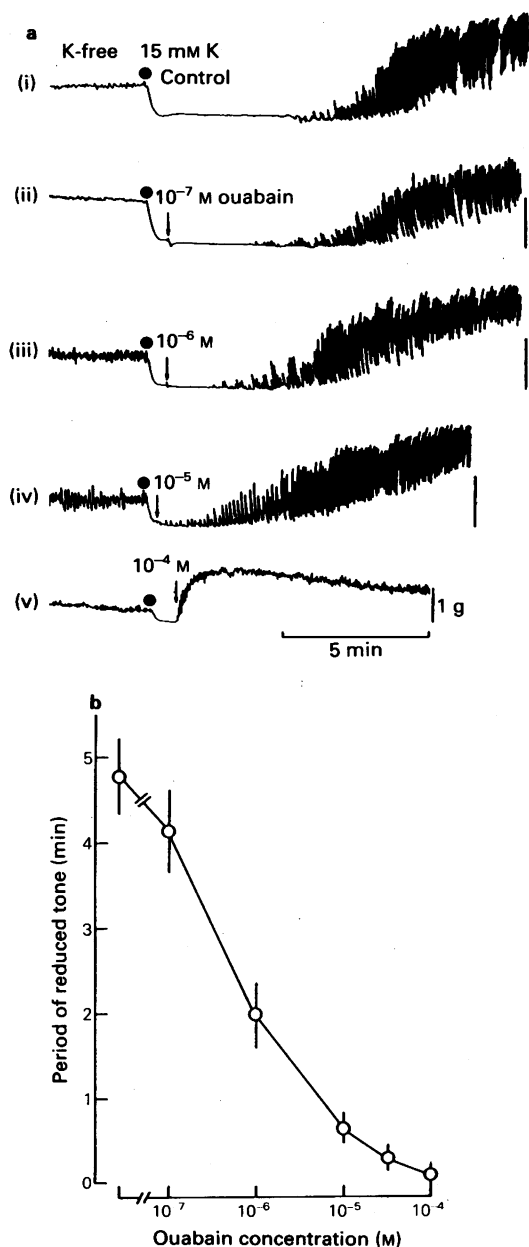 a
K-free 15 mM K
(i) Control
(ii) 10⁻⁷ M ouabain
(iii) 10⁻⁶ M
(iv) 10⁻⁵ M
10⁻⁴ M
(v) 1 g
5 min
b
Period of reduced tone (min)
5
4
3
2
1
0
10⁻⁷ 10⁻⁶ 10⁻⁵ 10⁻⁴
Ouabain concentration (M)